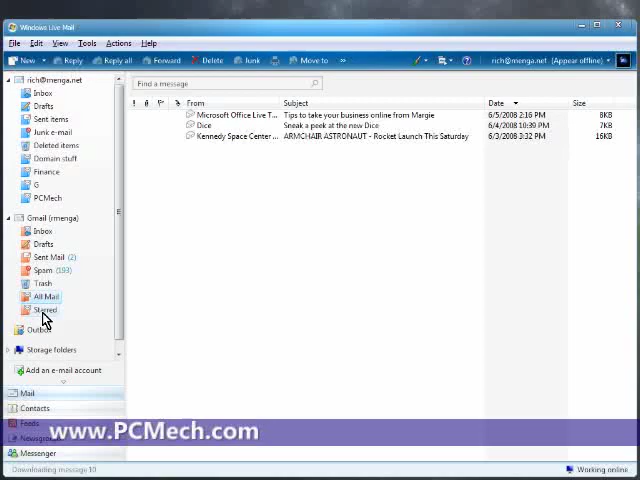 Windows Live Mail
File Edit View Tools Actions Help
New Reply Reply all Forward Delete Junk Move to rich@menga.net (Appear offline)
rich@menga.net
Inbox
Drafts
Sent items
Junk e-mail
Deleted items
Domain stuff
Finance
G
PCMech
Gmail (rmenga)
Inbox
Drafts
Sent Mail (2)
Spam (193)
Trash
All Mail
Starred
Storage folders
Add an e-mail account
Mail
Contacts
Feeds
Messenger
Find a message
! From Subject Date Size
Microsoft Office Live T... Tips to take your business online from Margie 6/5/2008 2:16 PM 8KB
Dice Sneak a peek at the new Dice 6/4/2008 10:39 PM 7KB
Kennedy Space Center ... ARMCHAIR ASTRONAUT - Rocket Launch This Saturday 6/3/2008 3:32 PM 16KB
www.PCMech.com
Downloading message 10 Working online